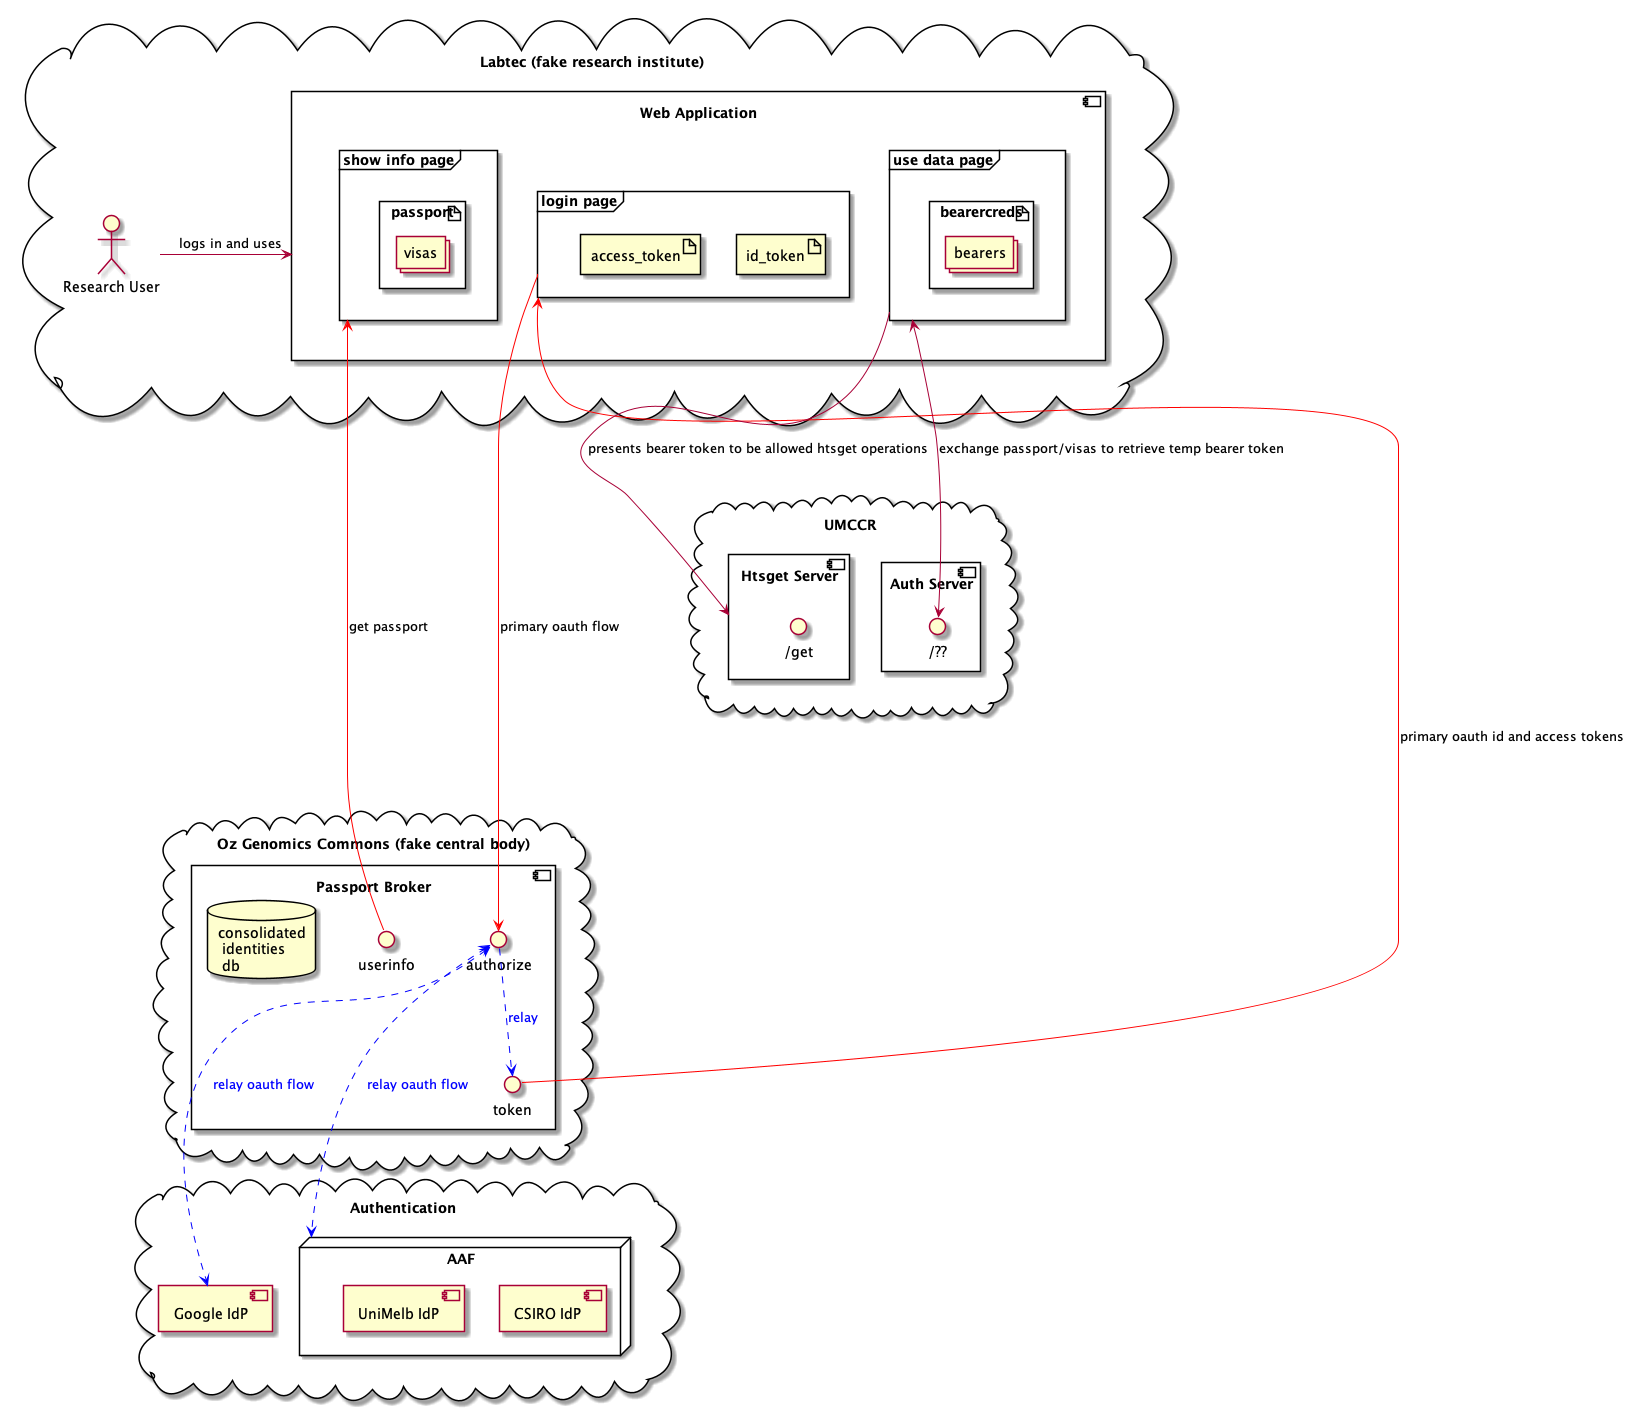 Labtec (fake research institute)
Web Application
show info page
passport
visas
login page
access_token
id_token
use data page
bearercreds
bearers
logs in and uses
Research User
presents bearer token to be allowed htsget operations
exchange passport/visas to retrieve temp bearer token
UMCCR
Htsget Server
/get
Auth Server
/??
get passport
primary oauth flow
primary oauth id and access tokens
Oz Genomics Commons (fake central body)
Passport Broker
consolidated
identities
db
userinfo
authorize
relay
relay oauth flow
relay oauth flow
token
Authentication
AAF
Google IdP
UniMelb IdP
CSIRO IdP